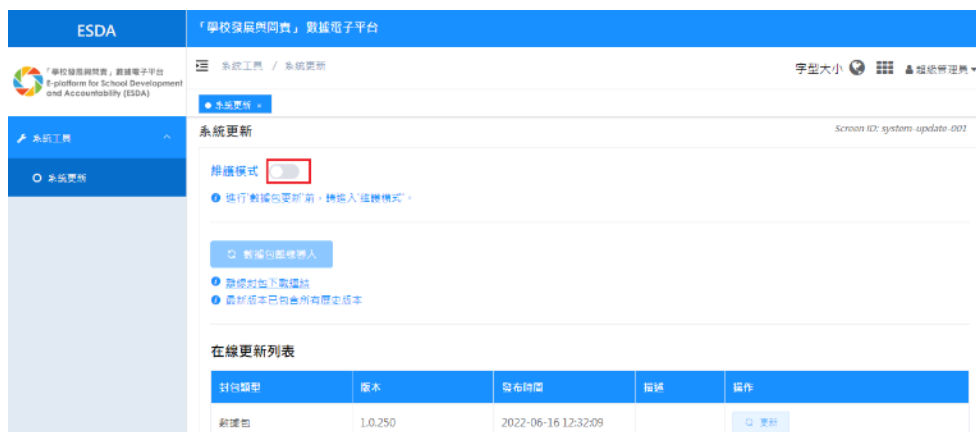 ESDA
「學校發展與問責」數據電子平台
「學校發展與問責」數據電子平台
E-platform for School Development
and Accountability (ESDA)
系統工具 / 系統更新
字型大小
超級管理員
系統更新 ×
系統工具
系統更新
系統更新
Screen ID: system-update-001
維護模式
進行'數據包更新'前，請進入'維護模式'。
數據包離線導入
離線封包下載連結
最新版本已包含所有歷史版本
在線更新列表
封包類型 版本 發布時間 描述 操作
數據包 1.0.250 2022-06-16 12:32:09 更新